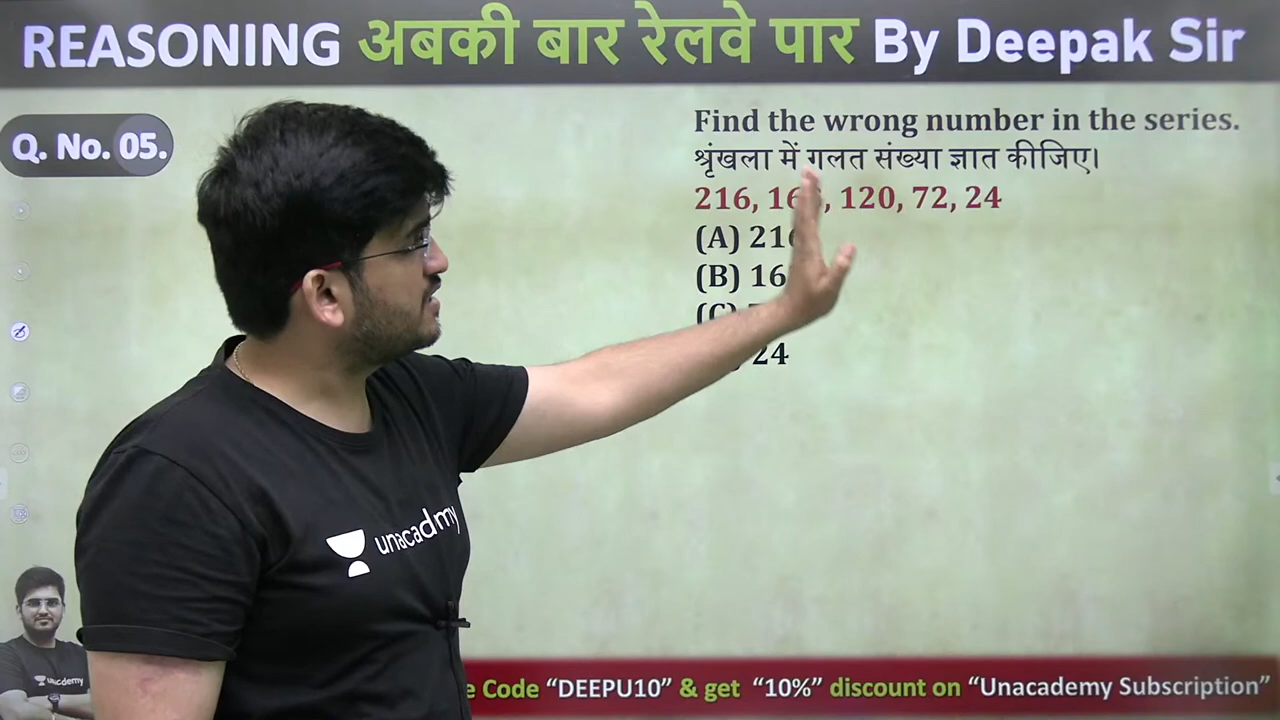 REASONING अबकी बार रेलवे पार By Deepak Sir
Q. No. 05.
Find the wrong number in the series.
श्रृंखला में गलत संख्या ज्ञात कीजिए।
216, 120, 72, 24
(A)
(B)
24
unacademy
unacademy
Code "DEEPU10" & get "10%" discount on "Unacademy Subscription"